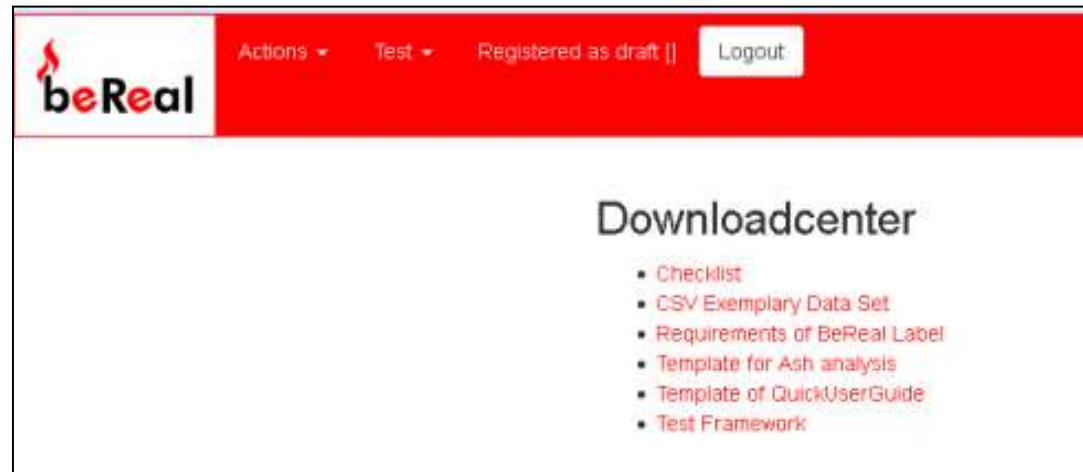 beReal
Actions Test Registered as draft [] Logout
Downloadcenter
Checklist
CSV Exemplary Data Set
Requirements of BeReal Label
Template for Ash analysis
Template of QuickUserGuide
Test Framework